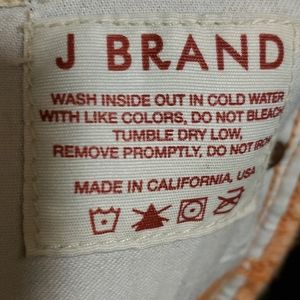 J BRAND
WASH INSIDE OUT IN COLD WATER
WITH LIKE COLORS, DO NOT BLEACH
TUMBLE DRY LOW,
REMOVE PROMPTLY, DO NOT IRON
MADE IN CALIFORNIA, USA